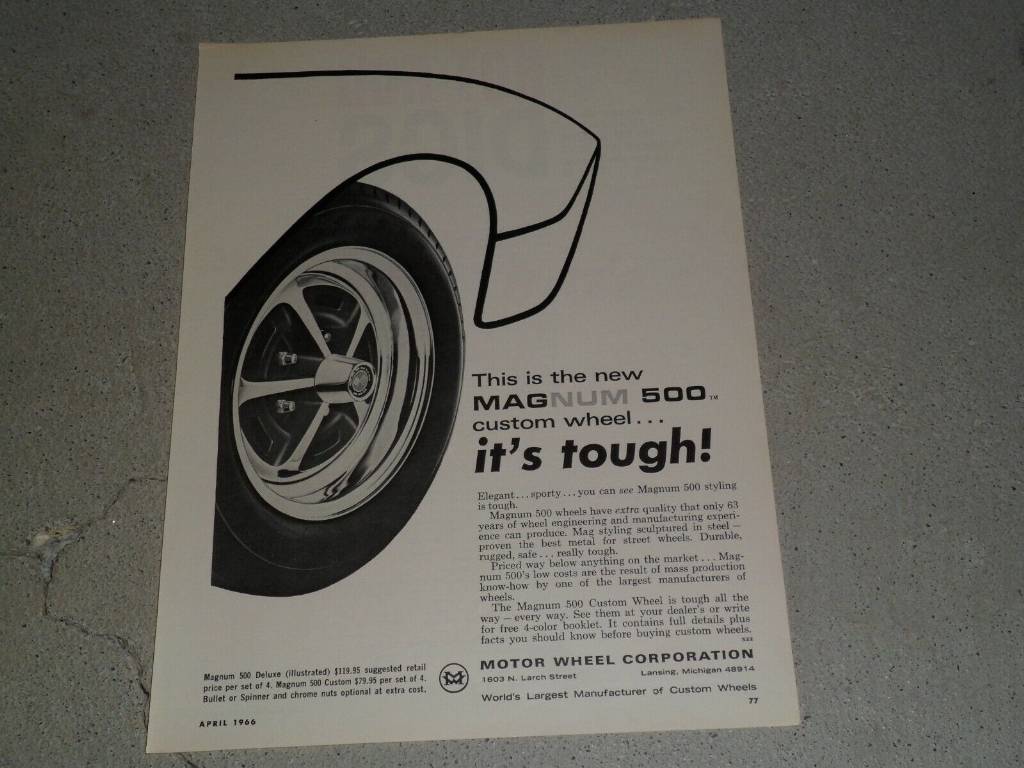 This is the new
MAGNUM 500 TM
custom wheel...
it's tough!
Elegant... sporty... you can see Magnum 500 styling
is tough.
Magnum 500 wheels have extra quality that only 63
years of wheel engineering and manufacturing experi-
ence can produce. Mag styling sculptured in steel —
proven the best metal for street wheels. Durable,
rugged, safe... really tough.
Priced way below anything on the market... Mag-
num 500's low costs are the result of mass production
know-how by one of the largest manufacturers of
wheels.
The Magnum 500 Custom Wheel is tough all the
way — every way. See them at your dealer's or write
for free 4-color booklet. It contains full details plus
facts you should know before buying custom wheels.
Magnum 500 Deluxe (illustrated) $119.95 suggested retail
price per set of 4. Magnum 500 Custom $79.95 per set of 4.
Bullet or Spinner and chrome nuts optional at extra cost.
MOTOR WHEEL CORPORATION
1603 N. Larch Street Lansing, Michigan 48914
World's Largest Manufacturer of Custom Wheels
77
APRIL 1966